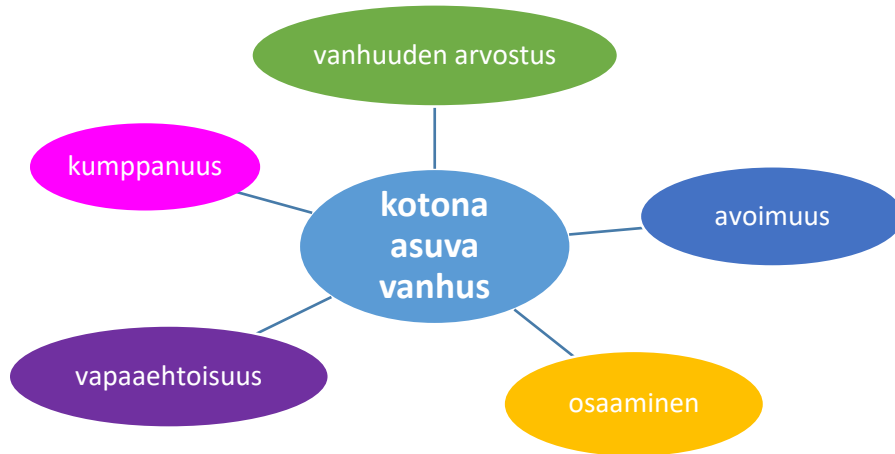 vanhuuden arvostus
kumppanuus
kotona
asuva
vanhus
avoimuus
vapaaehtoisuus
osaaminen